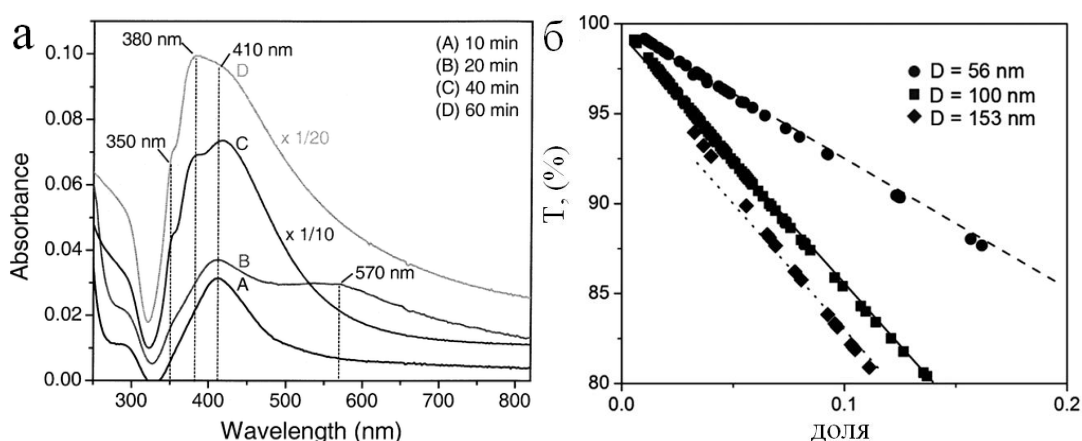 а
380 nm
410 nm
350 nm
570 nm
(A) 10 min
(B) 20 min
(C) 40 min
(D) 60 min
D
x 1/20
C
x 1/10
B
A
0.10
0.08
0.06
0.04
0.02
0.00
Absorbance
300 400 500 600 700 800
Wavelength (nm)
б
D = 56 nm
D = 100 nm
D = 153 nm
100
95
90
85
80
T, (%)
0.0 0.1 0.2
доля